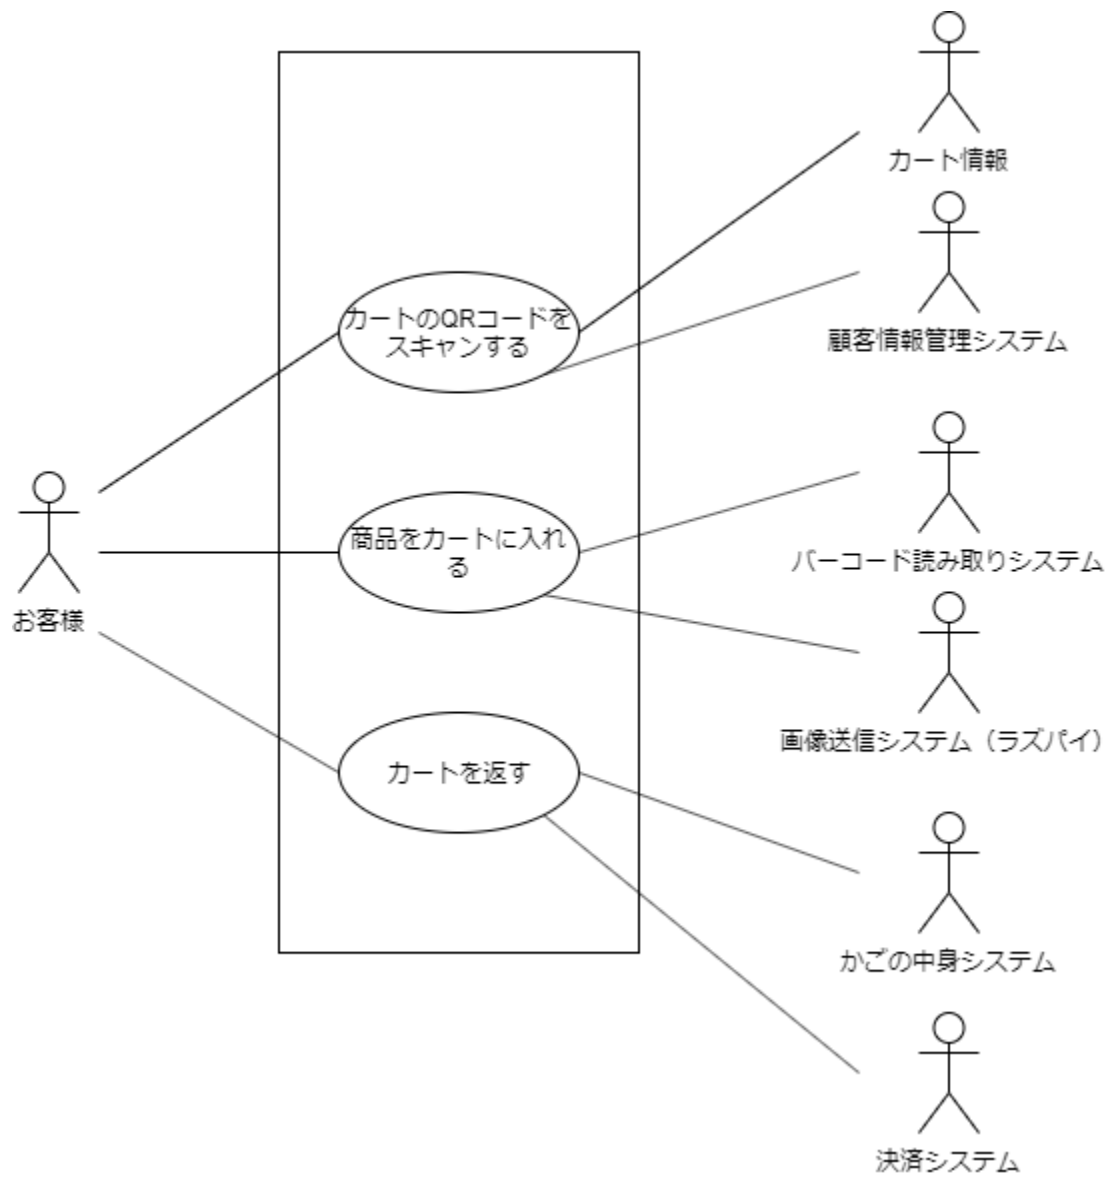 カート情報
顧客情報管理システム
カートのQRコードを
スキャンする
バーコード読み取りシステム
商品をカートに入れ
る
お客様
画像送信システム（ラズパイ）
カートを返す
かごの中身システム
決済システム